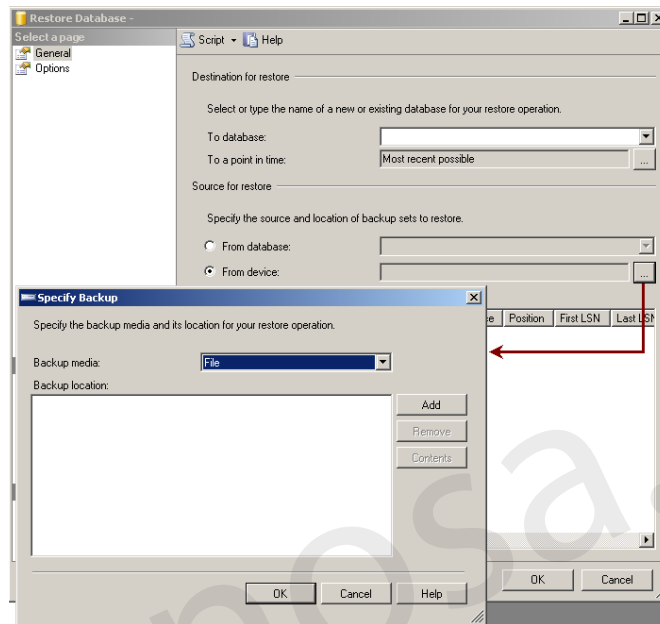 Restore Database -
Select a page
General
Options
Script Help
Destination for restore
Select or type the name of a new or existing database for your restore operation.
To database:
To a point in time: Most recent possible ...
Source for restore
Specify the source and location of backup sets to restore.
From database:
From device: ...
Position First LSN Last LSN
Specify Backup
Specify the backup media and its location for your restore operation.
Backup media: File
Backup location:
Add
Remove
Contents
OK Cancel Help
OK Cancel